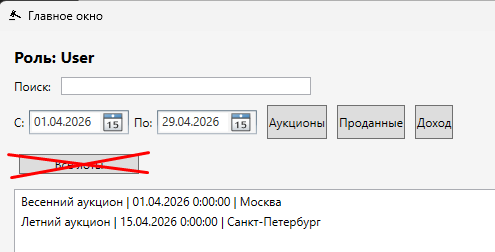 Главное окно
Роль: User
Поиск:
С: 01.04.2026 15 По: 29.04.2026 15 Аукционы Проданные Доход
Все лоты
Весенний аукцион | 01.04.2026 0:00:00 | Москва
Летний аукцион | 15.04.2026 0:00:00 | Санкт-Петербург